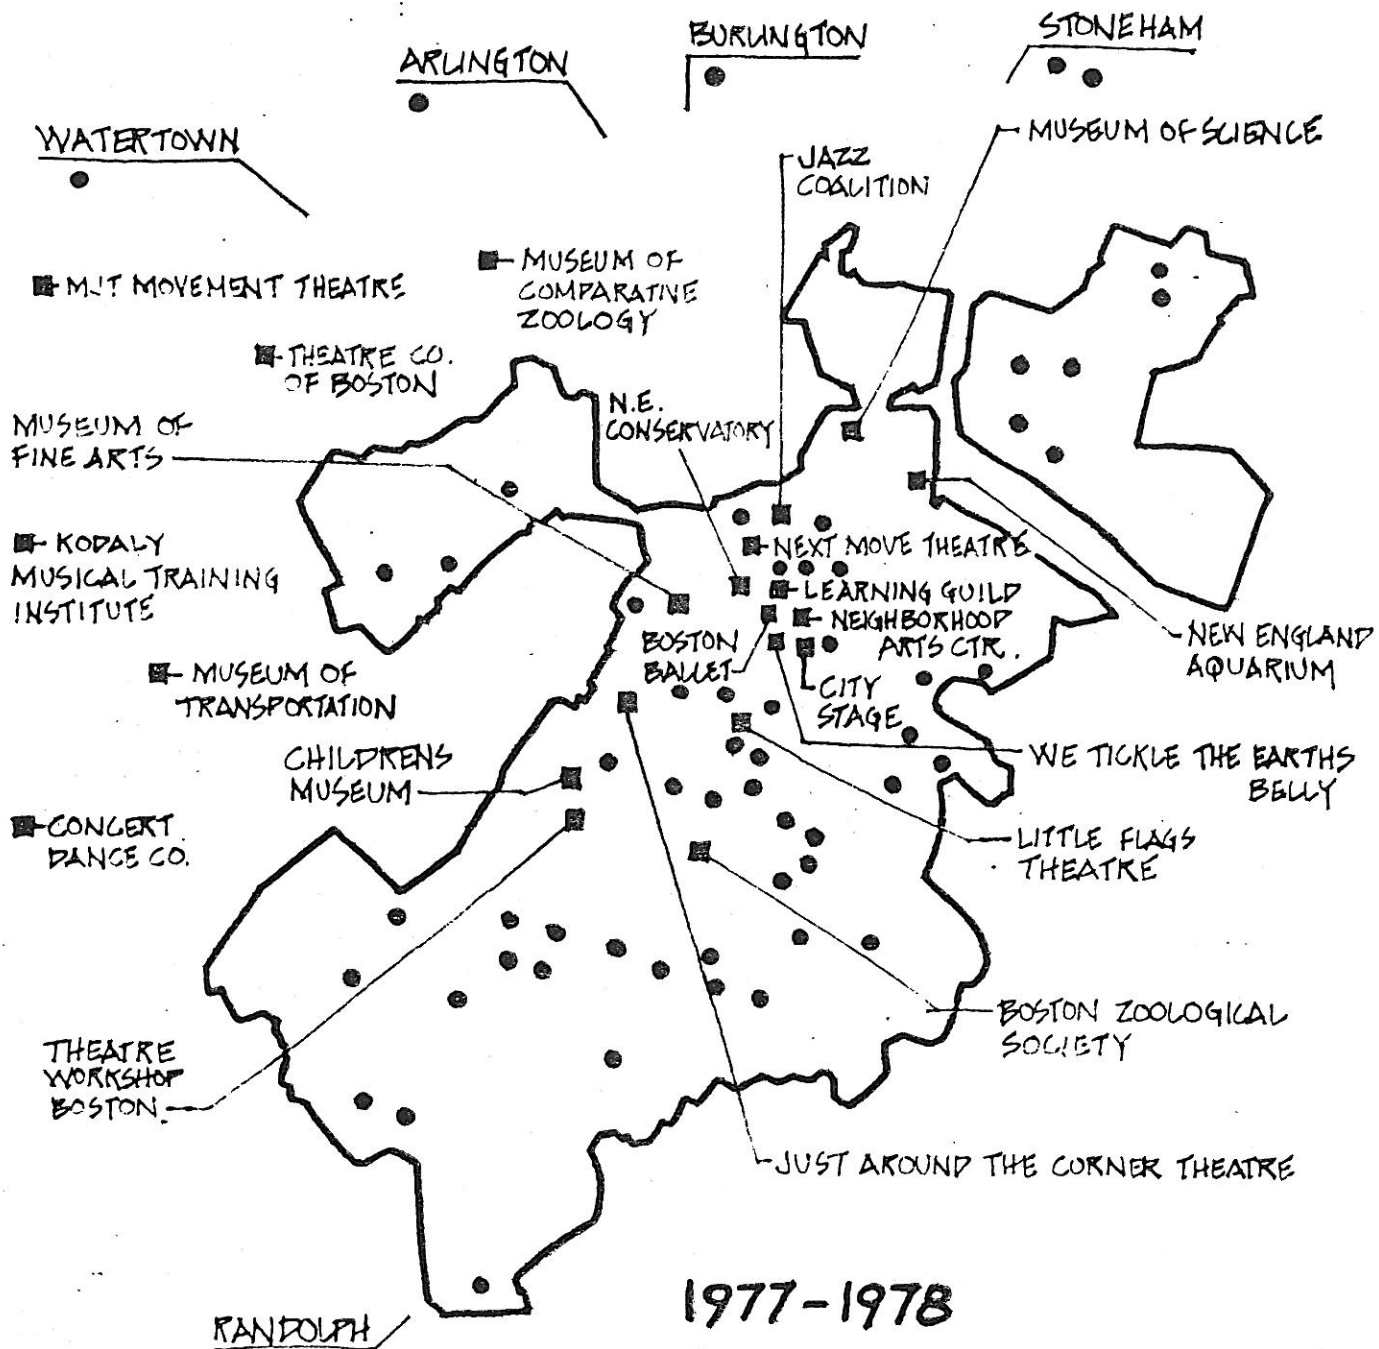 BURLINGTON
STONEHAM
ARLINGTON
WATERTOWN
MUSEUM OF SCIENCE
JAZZ
COALITION
MUSEUM OF
COMPARATIVE
ZOOLOGY
MJT MOVEMENT THEATRE
THEATRE CO.
OF BOSTON
N.E.
CONSERVATORY
MUSEUM OF
FINE ARTS
NEXT MOVE THEATRE
KODALY
MUSICAL TRAINING
INSTITUTE
LEARNING GUILD
NEIGHBORHOOD
ARTS CTR.
BOSTON
BALLET
NEW ENGLAND
AQUARIUM
MUSEUM OF
TRANSPORTATION
CITY
STAGE
CHILDRENS
MUSEUM
WE TICKLE THE EARTHS
BELLY
CONCERT
DANCE CO.
LITTLE FLAGS
THEATRE
BOSTON ZOOLOGICAL
SOCIETY
THEATRE
WORKSHOP
BOSTON
JUST AROUND THE CORNER THEATRE
1977-1978
RANDOLPH